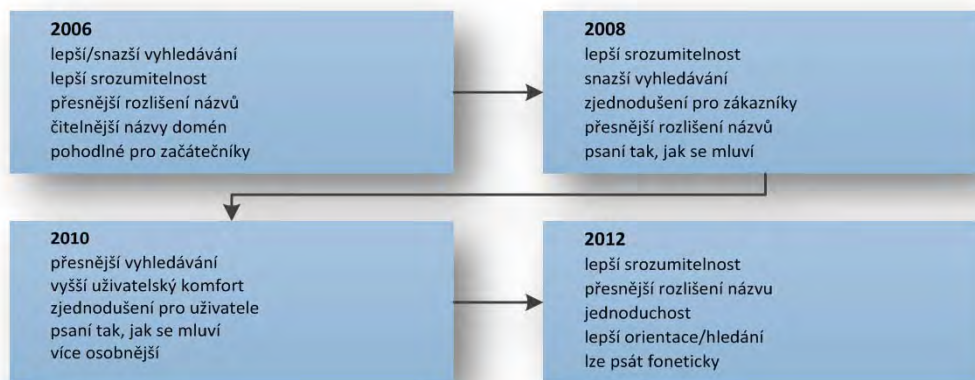 2006
lepší/snazší vyhledávání
lepší srozumitelnost
přesnější rozlišení názvů
čitelnější názvy domén
pohodlné pro začátečníky
2008
lepší srozumitelnost
snazší vyhledávání
zjednodušení pro zákazníky
přesnější rozlišení názvů
psaní tak, jak se mluví
2010
přesnější vyhledávání
vyšší uživatelský komfort
zjednodušení pro uživatele
psaní tak, jak se mluví
více osobnější
2012
lepší srozumitelnost
přesnější rozlišení názvu
jednoduchost
lepší orientace/hledání
lze psát foneticky